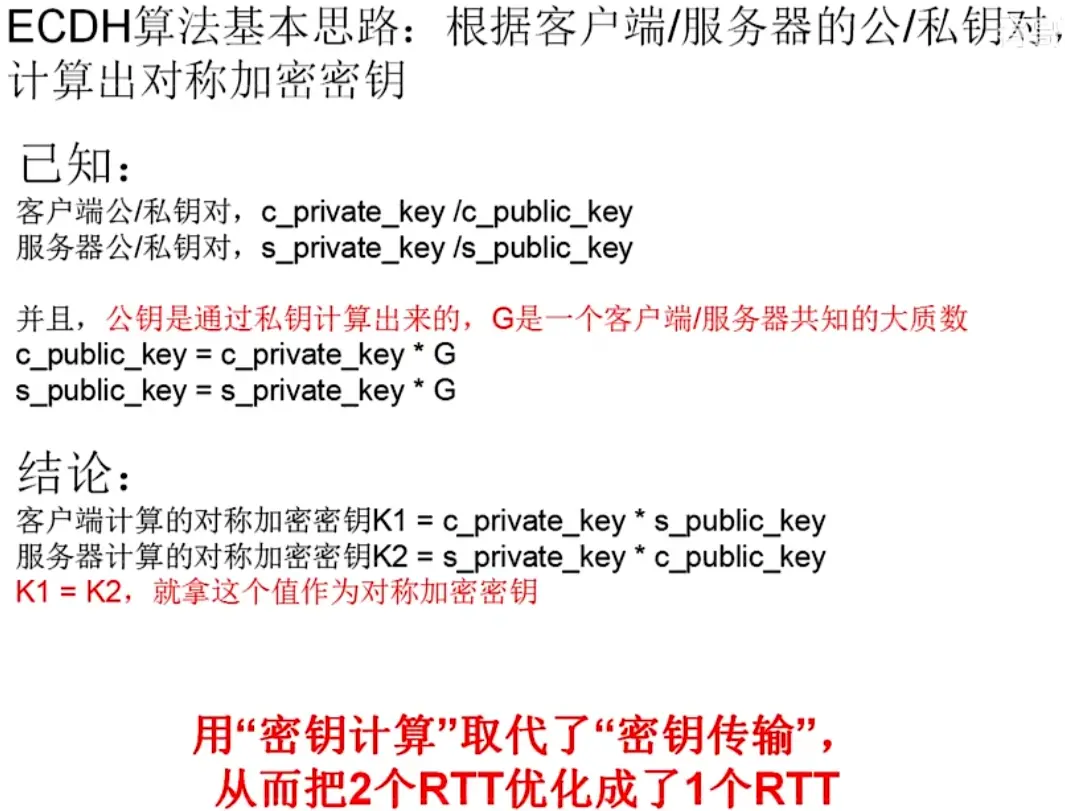 ECDH算法基本思路：根据客户端/服务器的公/私钥对，
计算出对称加密密钥
已知：
客户端公/私钥对，c_private_key /c_public_key
服务器公/私钥对，s_private_key /s_public_key
并且，公钥是通过私钥计算出来的，G是一个客户端/服务器共知的大质数
c_public_key = c_private_key * G
s_public_key = s_private_key * G
结论：
客户端计算的对称加密密钥K1 = c_private_key * s_public_key
服务器计算的对称加密密钥K2 = s_private_key * c_public_key
K1 = K2，就拿这个值作为对称加密密钥
用“密钥计算”取代了“密钥传输”，
从而把2个RTT优化成了1个RTT